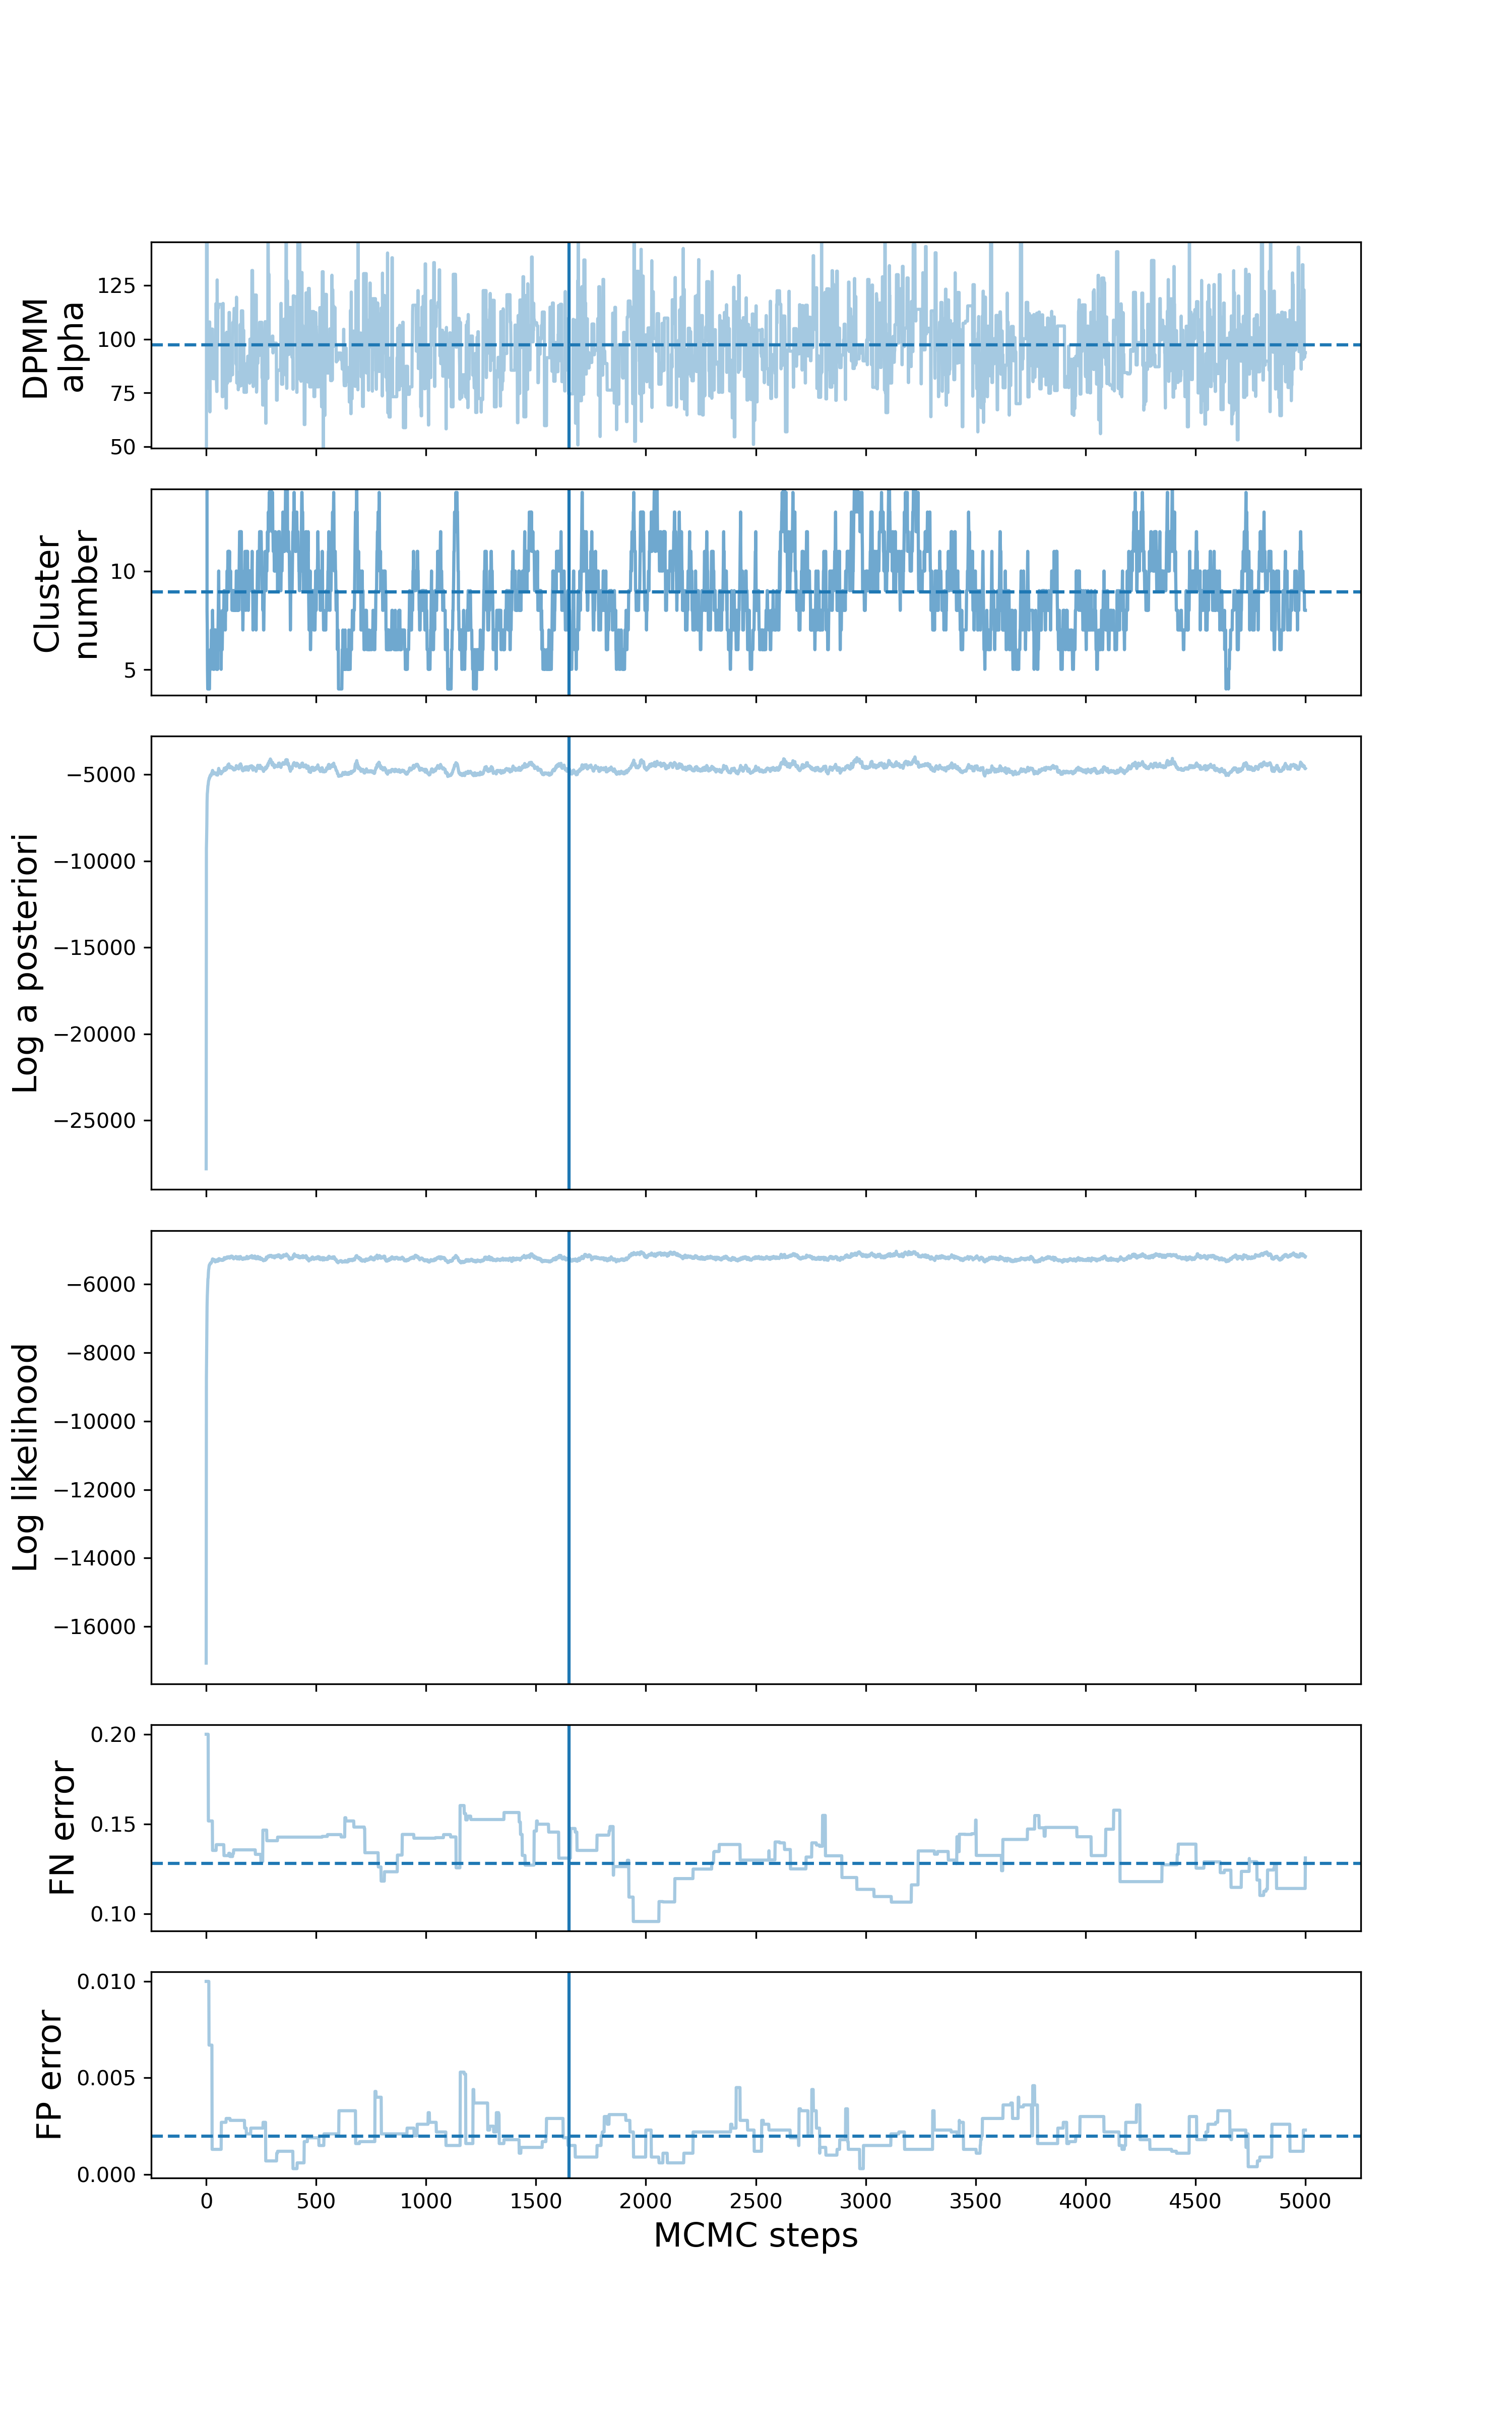 DPMM
alpha
125
100
75
50
Cluster
number
10
5
Log a posteriori
−5000
−10000
−15000
−20000
−25000
Log likelihood
−6000
−8000
−10000
−12000
−14000
−16000
FN error
0.20
0.15
0.10
FP error
0.010
0.005
0.000
0 500 1000 1500 2000 2500 3000 3500 4000 4500 5000
MCMC steps